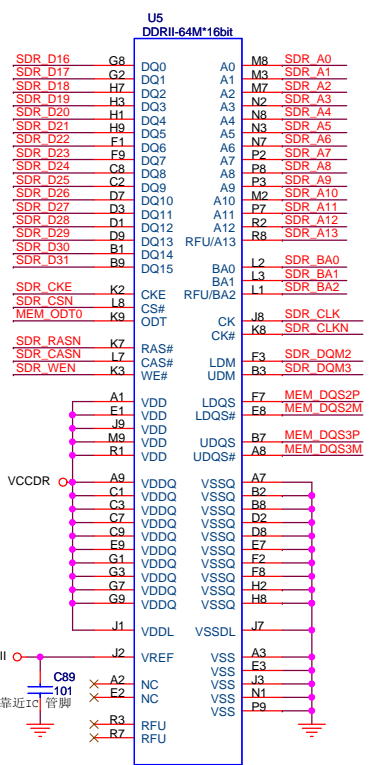 U5
DDRII-64M*16bit
SDR_D16 G8 DQ0 A0 M8 SDR_A0
SDR_D17 G2 DQ1 A1 M3 SDR_A1
SDR_D18 H7 DQ2 A2 M7 SDR_A2
SDR_D19 H3 DQ3 A3 N2 SDR_A3
SDR_D20 H1 DQ4 A4 N8 SDR_A4
SDR_D21 H9 DQ5 A5 N3 SDR_A5
SDR_D22 F1 DQ6 A6 N7 SDR_A6
SDR_D23 F9 DQ7 A7 P2 SDR_A7
SDR_D24 C8 DQ8 A8 P8 SDR_A8
SDR_D25 C2 DQ9 A9 P3 SDR_A9
SDR_D26 D7 DQ10 A10 M2 SDR_A10
SDR_D27 D3 DQ11 A11 P7 SDR_A11
SDR_D28 D1 DQ12 A12 R2 SDR_A12
SDR_D29 D9 DQ13 RFU/A13 R8 SDR_A13
SDR_D30 B1 DQ14
SDR_D31 B9 DQ15 BA0 L2 SDR_BA0
BA1 L3 SDR_BA1
SDR_CKE K2 CKE RFU/BA2 L1 SDR_BA2
SDR_CSN L8 CS#
MEM_ODT0 K9 ODT CK J8 SDR_CLK
CK# K8 SDR_CLKN
SDR_RASN K7 RAS#
SDR_CASN L7 CAS# LDM F3 SDR_DQM2
SDR_WEN K3 WE# UDM B3 SDR_DQM3
A1 VDD LDQS F7 MEM_DQS2P
E1 VDD LDQS# E8 MEM_DQS2M
J9 VDD
M9 VDD UDQS B7 MEM_DQS3P
R1 VDD UDQS# A8 MEM_DQS3M
VCCDR A9 VDDQ VSSQ A7
C1 VDDQ VSSQ B2
C3 VDDQ VSSQ B8
C7 VDDQ VSSQ D2
C9 VDDQ VSSQ D8
E9 VDDQ VSSQ E7
G1 VDDQ VSSQ F2
G3 VDDQ VSSQ F8
G7 VDDQ VSSQ H2
G9 VDDQ VSSQ H8
J1 VDDL VSSDL J7
II J2 VREF VSS A3
VSS E3
C89 A2 NC VSS J3
101 E2 NC VSS N1
靠近IC 管脚 VSS P9
R3 RFU
R7 RFU